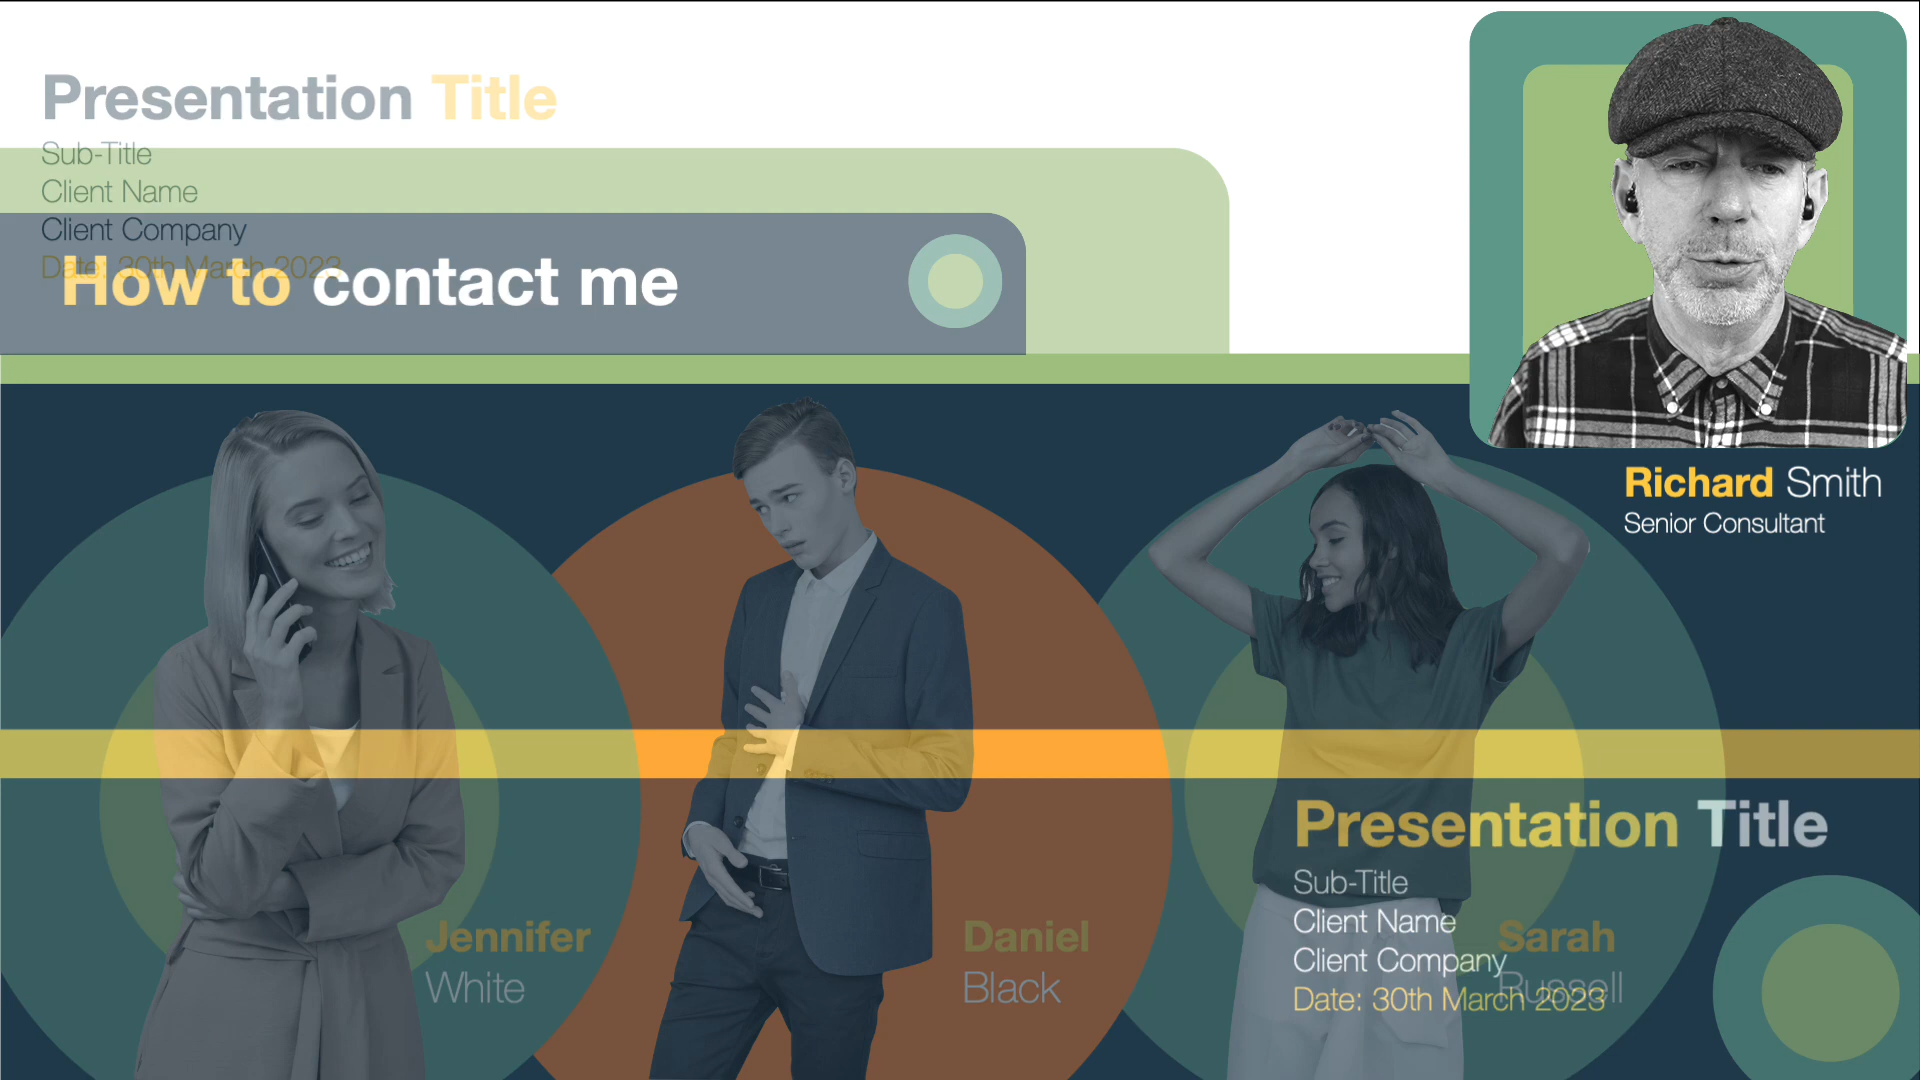 Presentation Title
Sub-Title
Client Name
Client Company
Date: 30th March 2023
How to contact me
Richard Smith
Senior Consultant
Presentation Title
Sub-Title
Client Name
Client Company
Date: 30th March 2023
Jennifer
White
Daniel
Black
Sarah
Russell